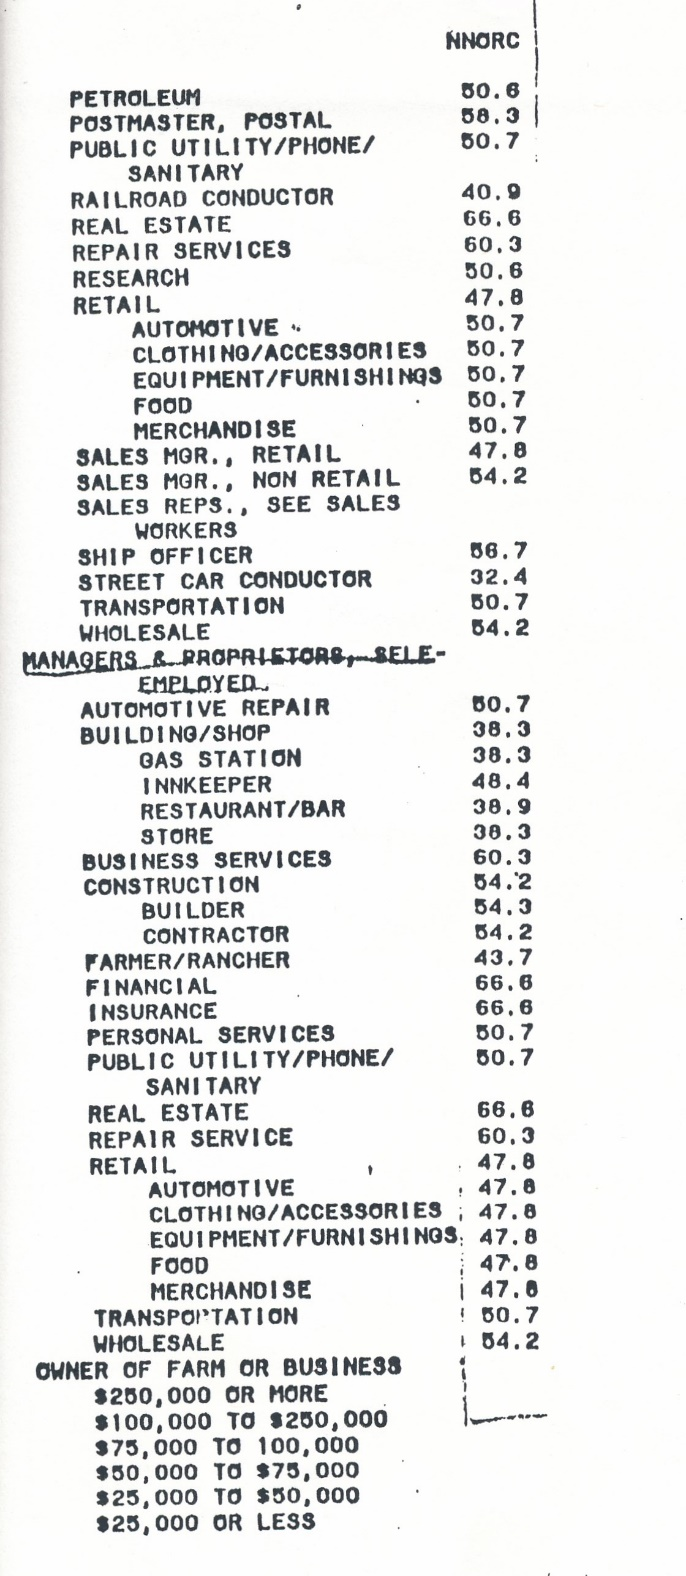 NNORC
PETROLEUM 50.6
POSTMASTER, POSTAL 58.3
PUBLIC UTILITY/PHONE/ 50.7
SANITARY
RAILROAD CONDUCTOR 40.9
REAL ESTATE 66.6
REPAIR SERVICES 60.3
RESEARCH 50.6
RETAIL 47.8
AUTOMOTIVE 50.7
CLOTHING/ACCESSORIES 50.7
EQUIPMENT/FURNISHINGS 50.7
FOOD 50.7
MERCHANDISE 50.7
SALES MGR., RETAIL 47.8
SALES MGR., NON RETAIL 54.2
SALES REPS., SEE SALES
WORKERS
SHIP OFFICER 56.7
STREET CAR CONDUCTOR 32.4
TRANSPORTATION 50.7
WHOLESALE 54.2
MANAGERS & PROPRIETORS, SELF-
EMPLOYED
AUTOMOTIVE REPAIR 50.7
BUILDING/SHOP 38.3
GAS STATION 38.3
INNKEEPER 48.4
RESTAURANT/BAR 38.9
STORE 38.3
BUSINESS SERVICES 60.3
CONSTRUCTION 54.2
BUILDER 54.3
CONTRACTOR 54.2
FARMER/RANCHER 43.7
FINANCIAL 66.6
INSURANCE 66.6
PERSONAL SERVICES 50.7
PUBLIC UTILITY/PHONE/ 50.7
SANITARY
REAL ESTATE 66.6
REPAIR SERVICE 60.3
RETAIL 47.8
AUTOMOTIVE 47.8
CLOTHING/ACCESSORIES 47.8
EQUIPMENT/FURNISHINGS 47.8
FOOD 47.8
MERCHANDISE 47.8
TRANSPORTATION 50.7
WHOLESALE 54.2
OWNER OF FARM OR BUSINESS
$250,000 OR MORE
$100,000 TO $250,000
$75,000 TO 100,000
$50,000 TO $75,000
$25,000 TO $50,000
$25,000 OR LESS